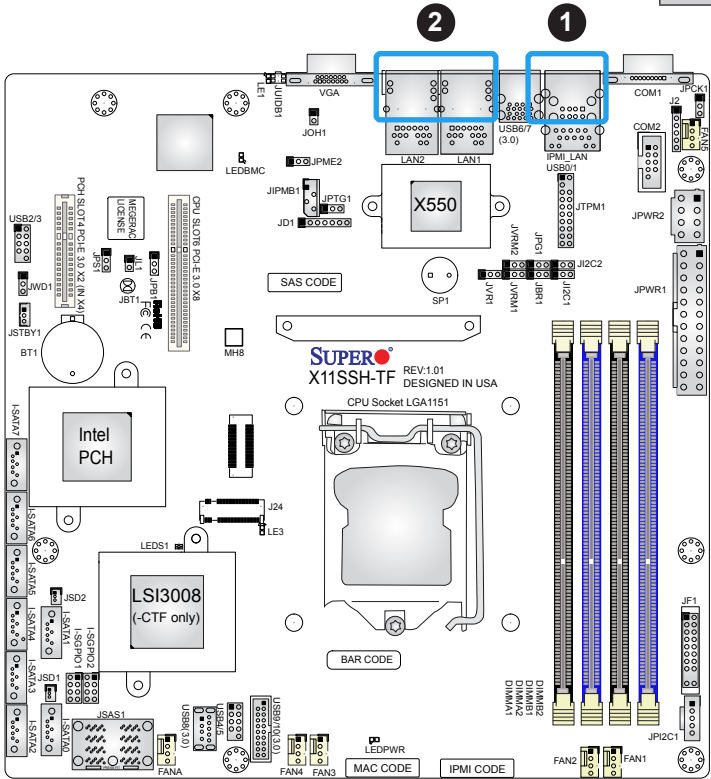 2
1
LE1
JUIDB1
VGA
COM1
JPCK1
J2
FAN5
COM2
JOH1
LEDBMC
JPME2
LAN2
LAN1
USB6/7
(3.0)
IPMI_LAN
USB0/1
JTPM1
JPWR2
JIPMB1
JPTG1
JD1
X550
USB2/3
PCH SLOT4 PCI-E 3.0 X2 (IN X4)
MEGERAC
LICENSE
CPU SLOT6 PCI-E 3.0 X8
JWD1
JPS1
JL1
JPB1
JBT1
RoHS
FC CE
JSTBY1
BT1
SAS CODE
SP1
JVRM2
JPG1
JI2C2
JVR1
JVRM1
JBR1
JI2C1
JPWR1
MH8
SUPER
X11SSH-TF
REV:1.01
DESIGNED IN USA
CPU Socket LGA1151
I-SATA7
Intel
PCH
I-SATA6
J24
LE3
LEDS1
I-SATA5
JSD2
LSI3008
(-CTF only)
I-SATA4
I-SATA1
I-SGPIO1
I-SGPIO2
JF1
BAR CODE
I-SATA3
JSD1
DIMMA1
DIMMA2
DIMMB1
DIMMB2
JSAS1
I-SATA2
I-SATA0
USB8(3.0)
USB4/5
USB9/10(3.0)
JPI2C1
LEDPWR
FANA
FAN4
FAN3
MAC CODE
IPMI CODE
FAN2
FAN1